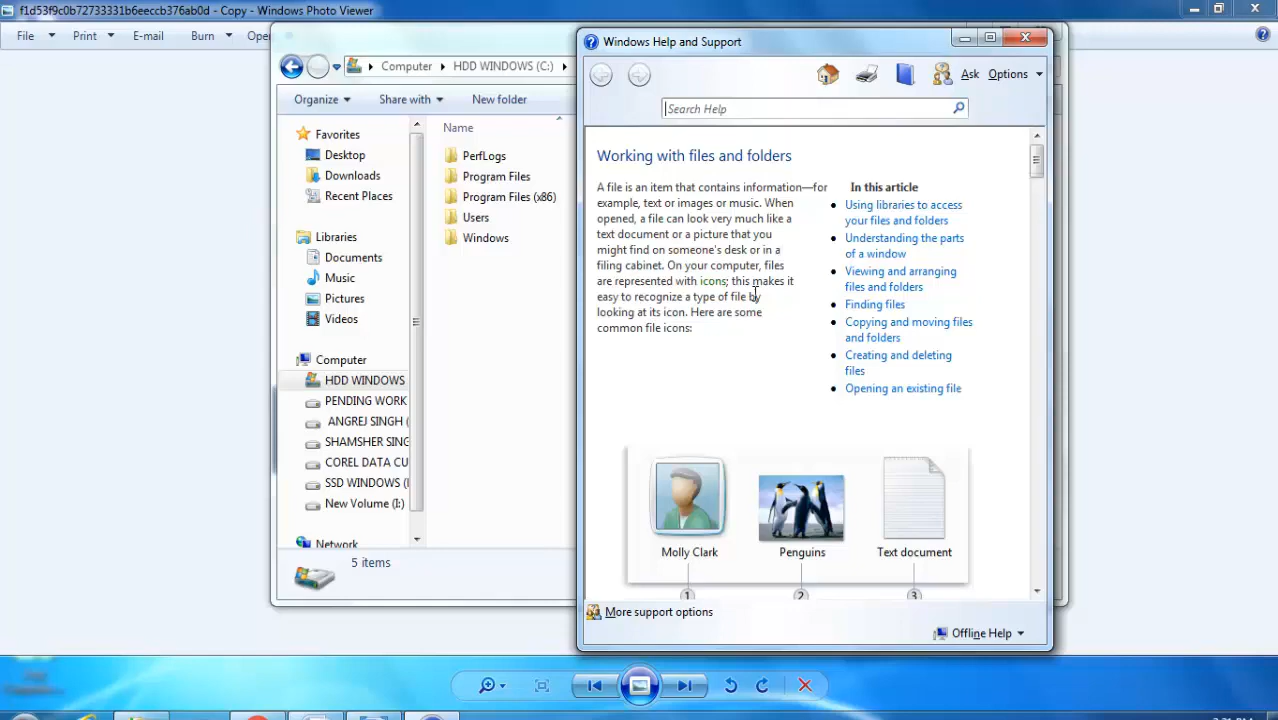 f1d53f9c0b72733331b6eeccb376ab0d - Copy - Windows Photo Viewer
File Print E-mail Burn Open
Computer HDD WINDOWS (C:)
Organize Share with New folder
Name
Favorites
Desktop
Downloads
Recent Places
Libraries
Documents
Music
Pictures
Videos
Computer
HDD WINDOWS
PENDING WORK
ANGREJ SINGH (
SHAMSHER SING
COREL DATA CU
SSD WINDOWS (
New Volume (I:)
Network
PerfLogs
Program Files
Program Files (x86)
Users
Windows
5 items
Windows Help and Support
Ask Options
Search Help
Working with files and folders
A file is an item that contains information—for
example, text or images or music. When
opened, a file can look very much like a
text document or a picture that you
might find on someone's desk or in a
filing cabinet. On your computer, files
are represented with icons; this makes it
easy to recognize a type of file by
looking at its icon. Here are some
common file icons:
In this article
Using libraries to access
your files and folders
Understanding the parts
of a window
Viewing and arranging
files and folders
Finding files
Copying and moving files
and folders
Creating and deleting
files
Opening an existing file
Molly Clark Penguins Text document
1 2 3
More support options
Offline Help